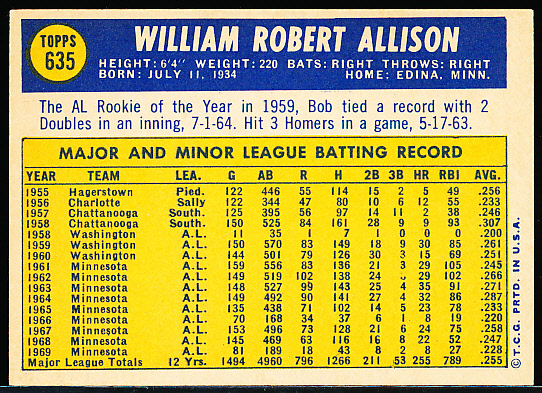 TOPPS
635
WILLIAM ROBERT ALLISON
HEIGHT: 6'4" WEIGHT: 220 BATS: RIGHT THROWS: RIGHT
BORN: JULY 11, 1934 HOME: EDINA, MINN.
The AL Rookie of the Year in 1959, Bob tied a record with 2
Doubles in an inning, 7-1-64. Hit 3 Homers in a game, 5-17-63.
MAJOR AND MINOR LEAGUE BATTING RECORD
YEAR TEAM LEA. G AB R H 2B 3B HR RBI AVG.
1955 Hagerstown Pied. 122 446 55 114 15 2 5 49 .256
1956 Charlotte Sally 122 344 47 80 10 6 12 55 .233
1957 Chattanooga South. 125 395 56 97 14 11 2 38 .246
1958 Chattanooga South. 150 525 84 161 28 9 9 93 .307
1958 Washington A.L. 11 35 1 7 1 0 0 0 .200
1959 Washington A.L. 150 570 83 149 18 9 30 85 .261
1960 Washington A.L. 144 501 79 126 30 3 15 69 .251
1961 Minnesota A.L. 159 556 83 136 21 3 29 105 .245
1962 Minnesota A.L. 149 519 102 138 24 9 29 102 .266
1963 Minnesota A.L. 148 527 99 143 25 4 35 91 .271
1964 Minnesota A.L. 149 492 90 141 27 4 32 86 .287
1965 Minnesota A.L. 135 438 71 102 14 5 23 78 .233
1966 Minnesota A.L. 70 168 34 37 6 1 8 19 .220
1967 Minnesota A.L. 153 496 73 128 21 6 24 75 .258
1968 Minnesota A.L. 145 469 63 116 16 8 22 52 .247
1969 Minnesota A.L. 81 189 18 43 8 2 8 27 .228
Major League Totals 12 Yrs. 1494 4960 796 1266 211 53 255 789 .255
© T.C.G. PRTD. IN U.S.A.